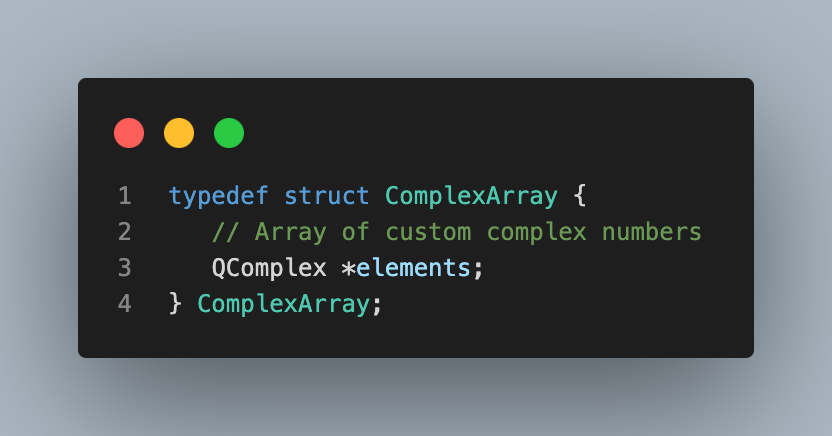 1 typedef struct ComplexArray {
2 // Array of custom complex numbers
3 QComplex *elements;
4 } ComplexArray;